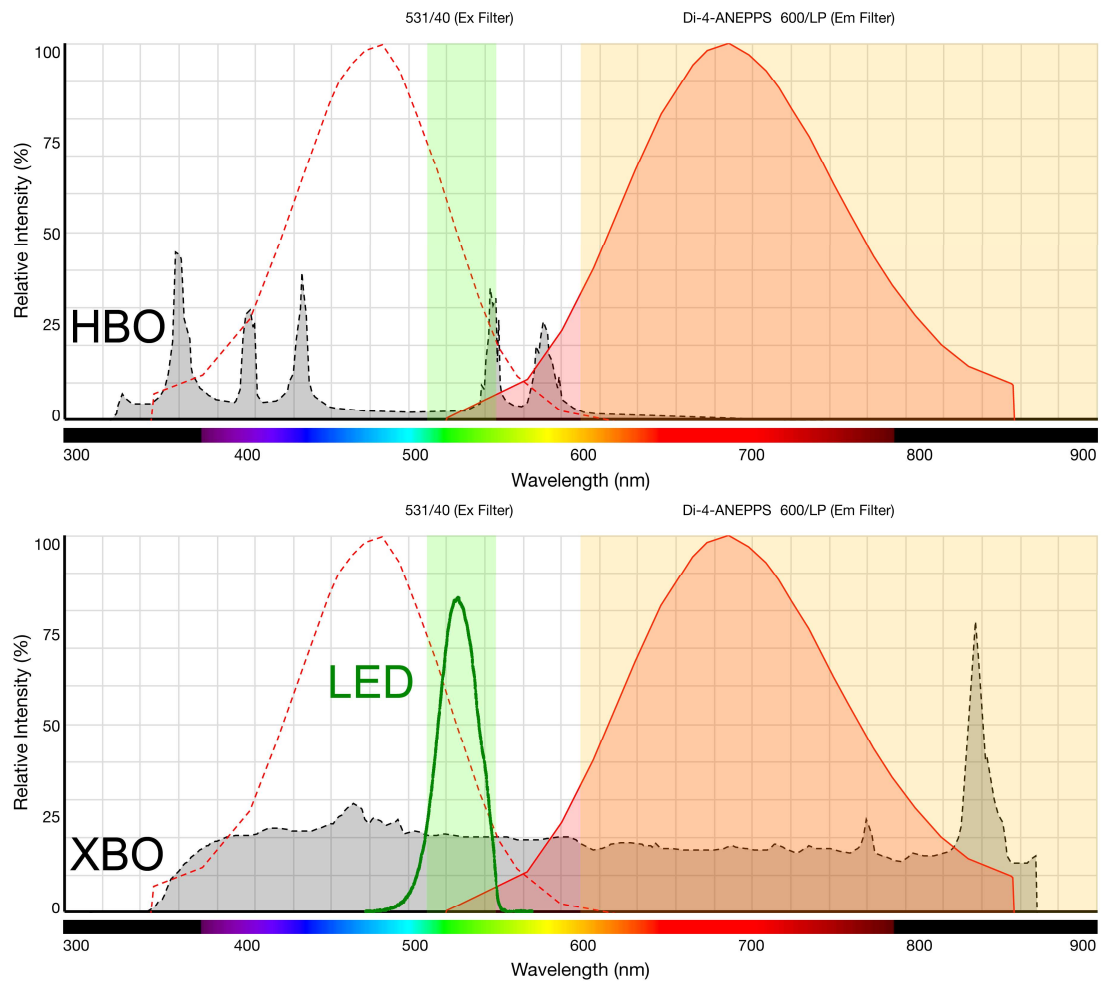 531/40 (Ex Filter)
Di-4-ANEPPS 600/LP (Em Filter)
100
75
50
25
0
Relative Intensity (%)
HBO
300 400 500 600 700 800 900
Wavelength (nm)
531/40 (Ex Filter)
Di-4-ANEPPS 600/LP (Em Filter)
100
75
50
25
0
Relative Intensity (%)
LED
XBO
300 400 500 600 700 800 900
Wavelength (nm)